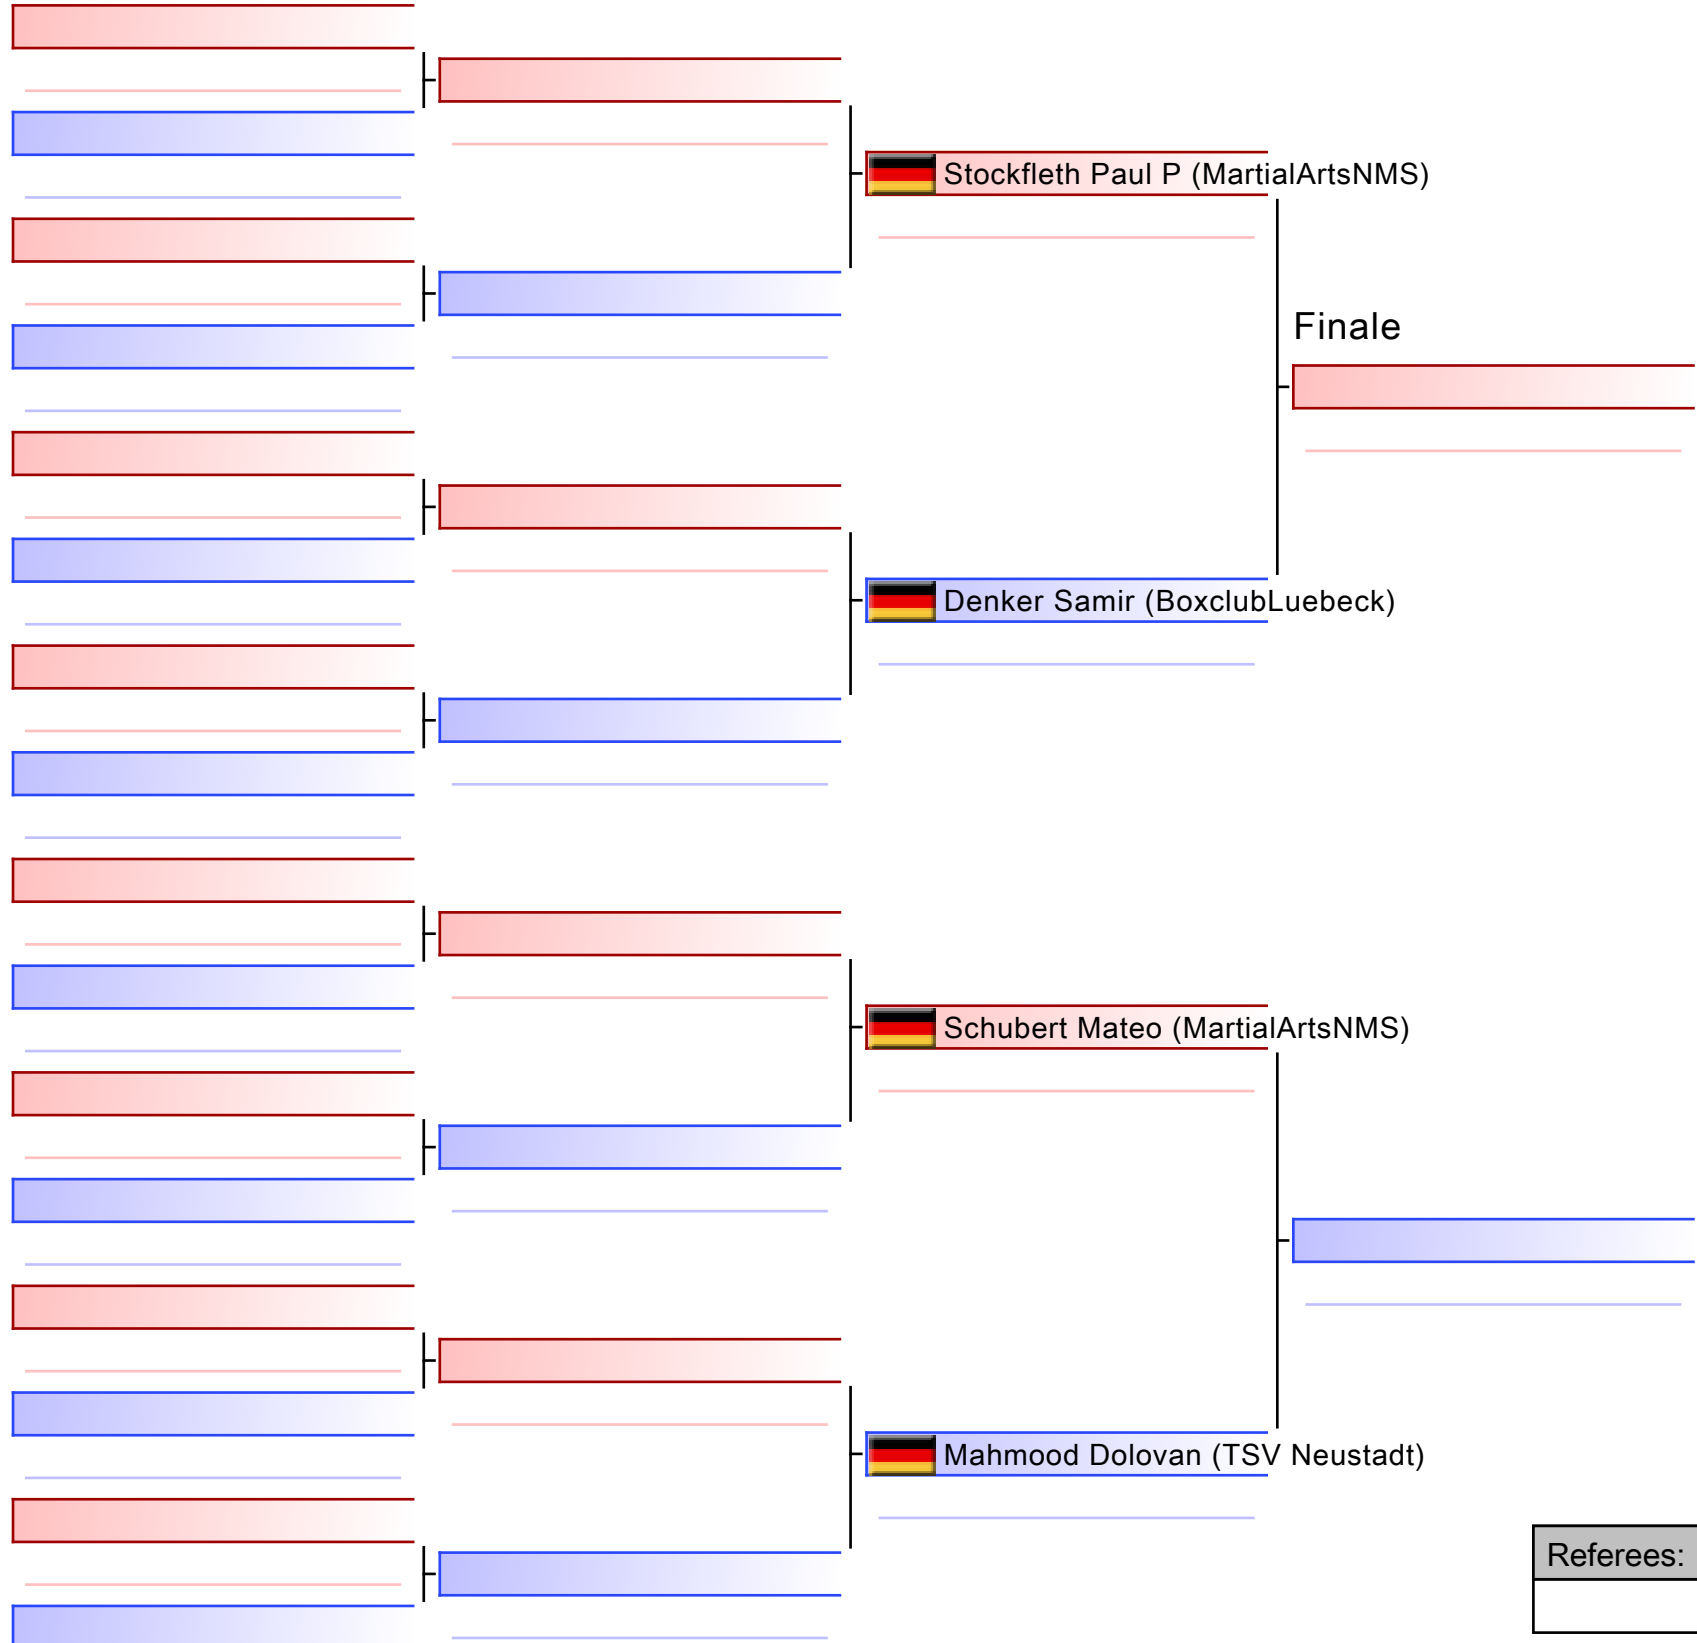 Stockfleth Paul P (MartialArtsNMS)
Finale
Denker Samir (BoxclubLuebeck)
Schubert Mateo (MartialArtsNMS)
Mahmood Dolovan (TSV Neustadt)
Referees: